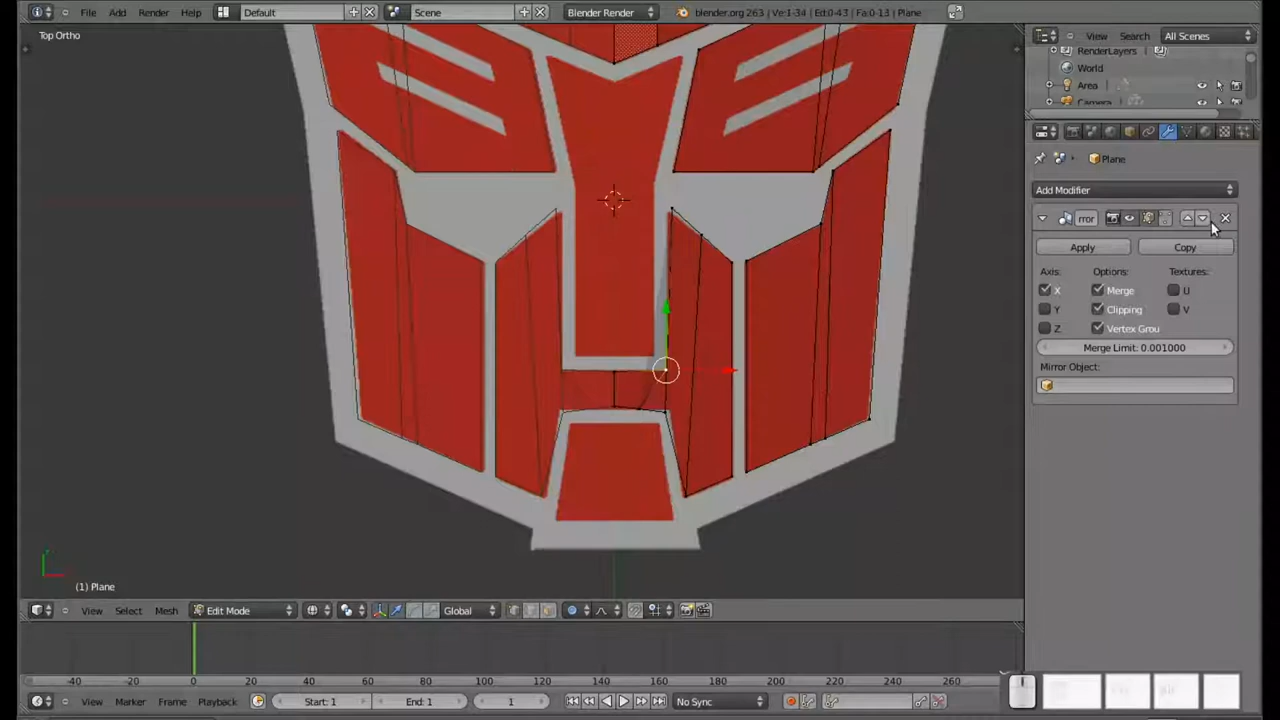 File Add Render Help Default Scene Blender Render blender.org 263 | Ve:1-34 | Ed:0-43 | Fa:0-13 | Plane
Top Ortho
View Search All Scenes
RenderLayers
World
Area
Camera
Plane
Add Modifier
rror
Apply Copy
Axis: Options: Textures:
X Merge U
Y Clipping V
Z Vertex Grou
Merge Limit: 0.001000
Mirror Object:
(1) Plane
View Select Mesh Edit Mode Global
-40 -20 0 20 40 60 80 100 120 140 160 180 200 220 240 260
View Marker Frame Playback Start: 1 End: 1 1 No Sync